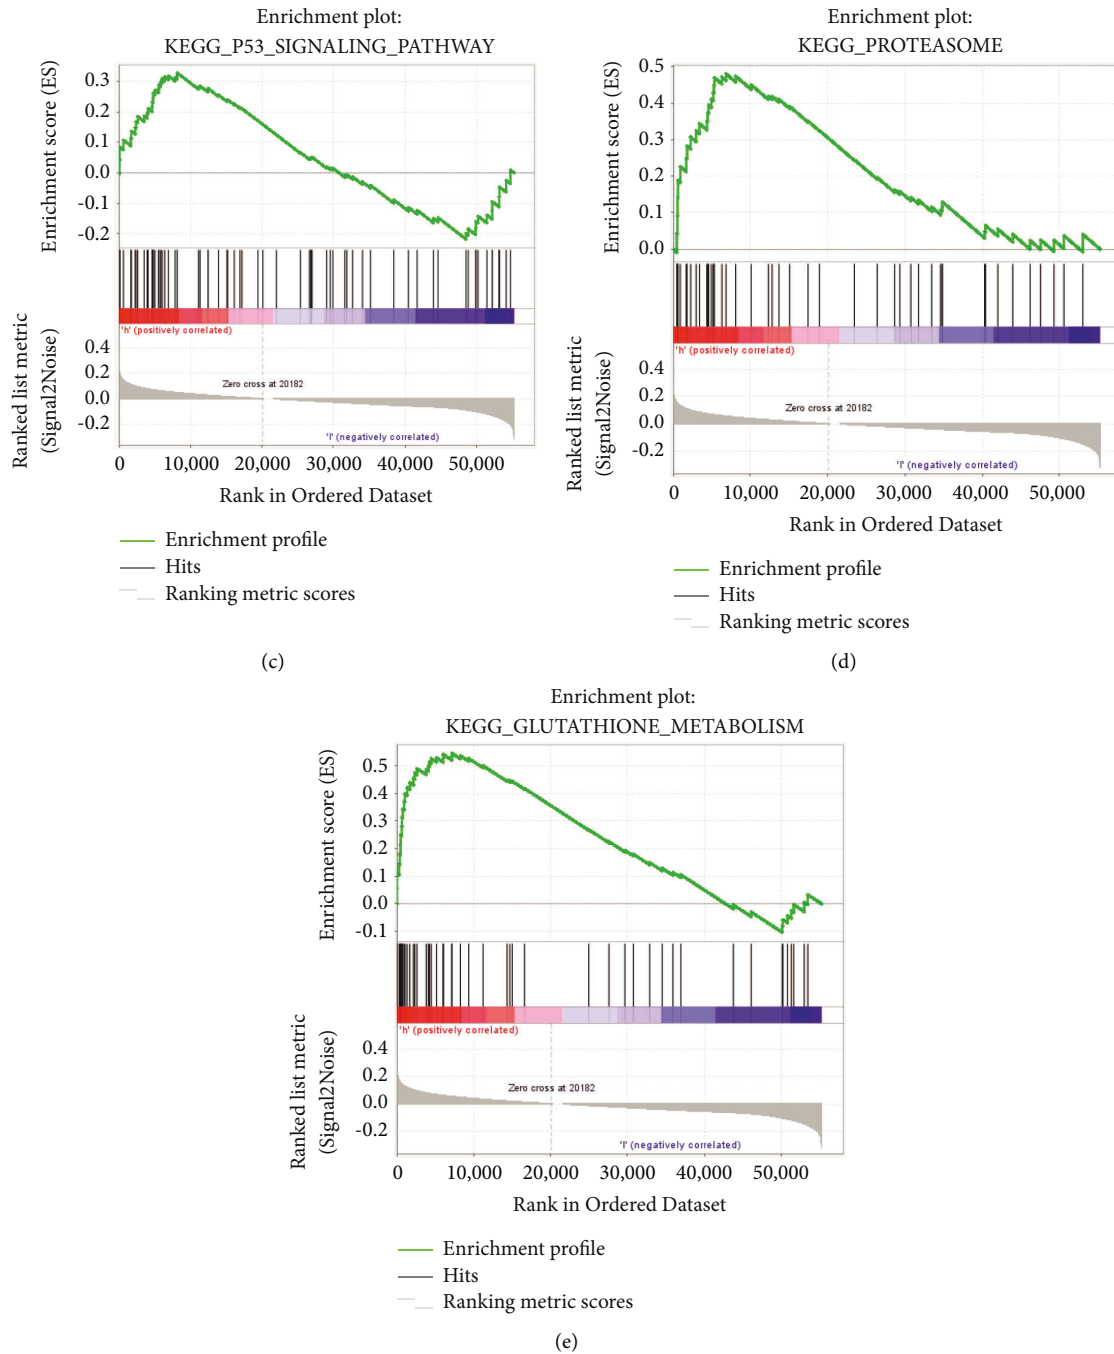 Enrichment plot:
KEGG_P53_SIGNALING_PATHWAY
Enrichment score (ES)
0.3
0.2
0.1
0.0
-0.1
-0.2
'h' (positively correlated)
Ranked list metric
(Signal2Noise)
0.4
0.2
0.0
-0.2
Zero cross at 20182
'l' (negatively correlated)
0 10,000 20,000 30,000 40,000 50,000
Rank in Ordered Dataset
Enrichment profile
Hits
Ranking metric scores
(c)
Enrichment plot:
KEGG_PROTEASOME
Enrichment score (ES)
0.5
0.4
0.3
0.2
0.1
0.0
'h' (positively correlated)
Ranked list metric
(Signal2Noise)
0.4
0.2
0.0
-0.2
Zero cross at 20182
'l' (negatively correlated)
0 10,000 20,000 30,000 40,000 50,000
Rank in Ordered Dataset
Enrichment profile
Hits
Ranking metric scores
(d)
Enrichment plot:
KEGG_GLUTATHIONE_METABOLISM
Enrichment score (ES)
0.5
0.4
0.3
0.2
0.1
0.0
-0.1
'h' (positively correlated)
Ranked list metric
(Signal2Noise)
0.4
0.2
0.0
-0.2
Zero cross at 20182
'l' (negatively correlated)
0 10,000 20,000 30,000 40,000 50,000
Rank in Ordered Dataset
Enrichment profile
Hits
Ranking metric scores
(e)